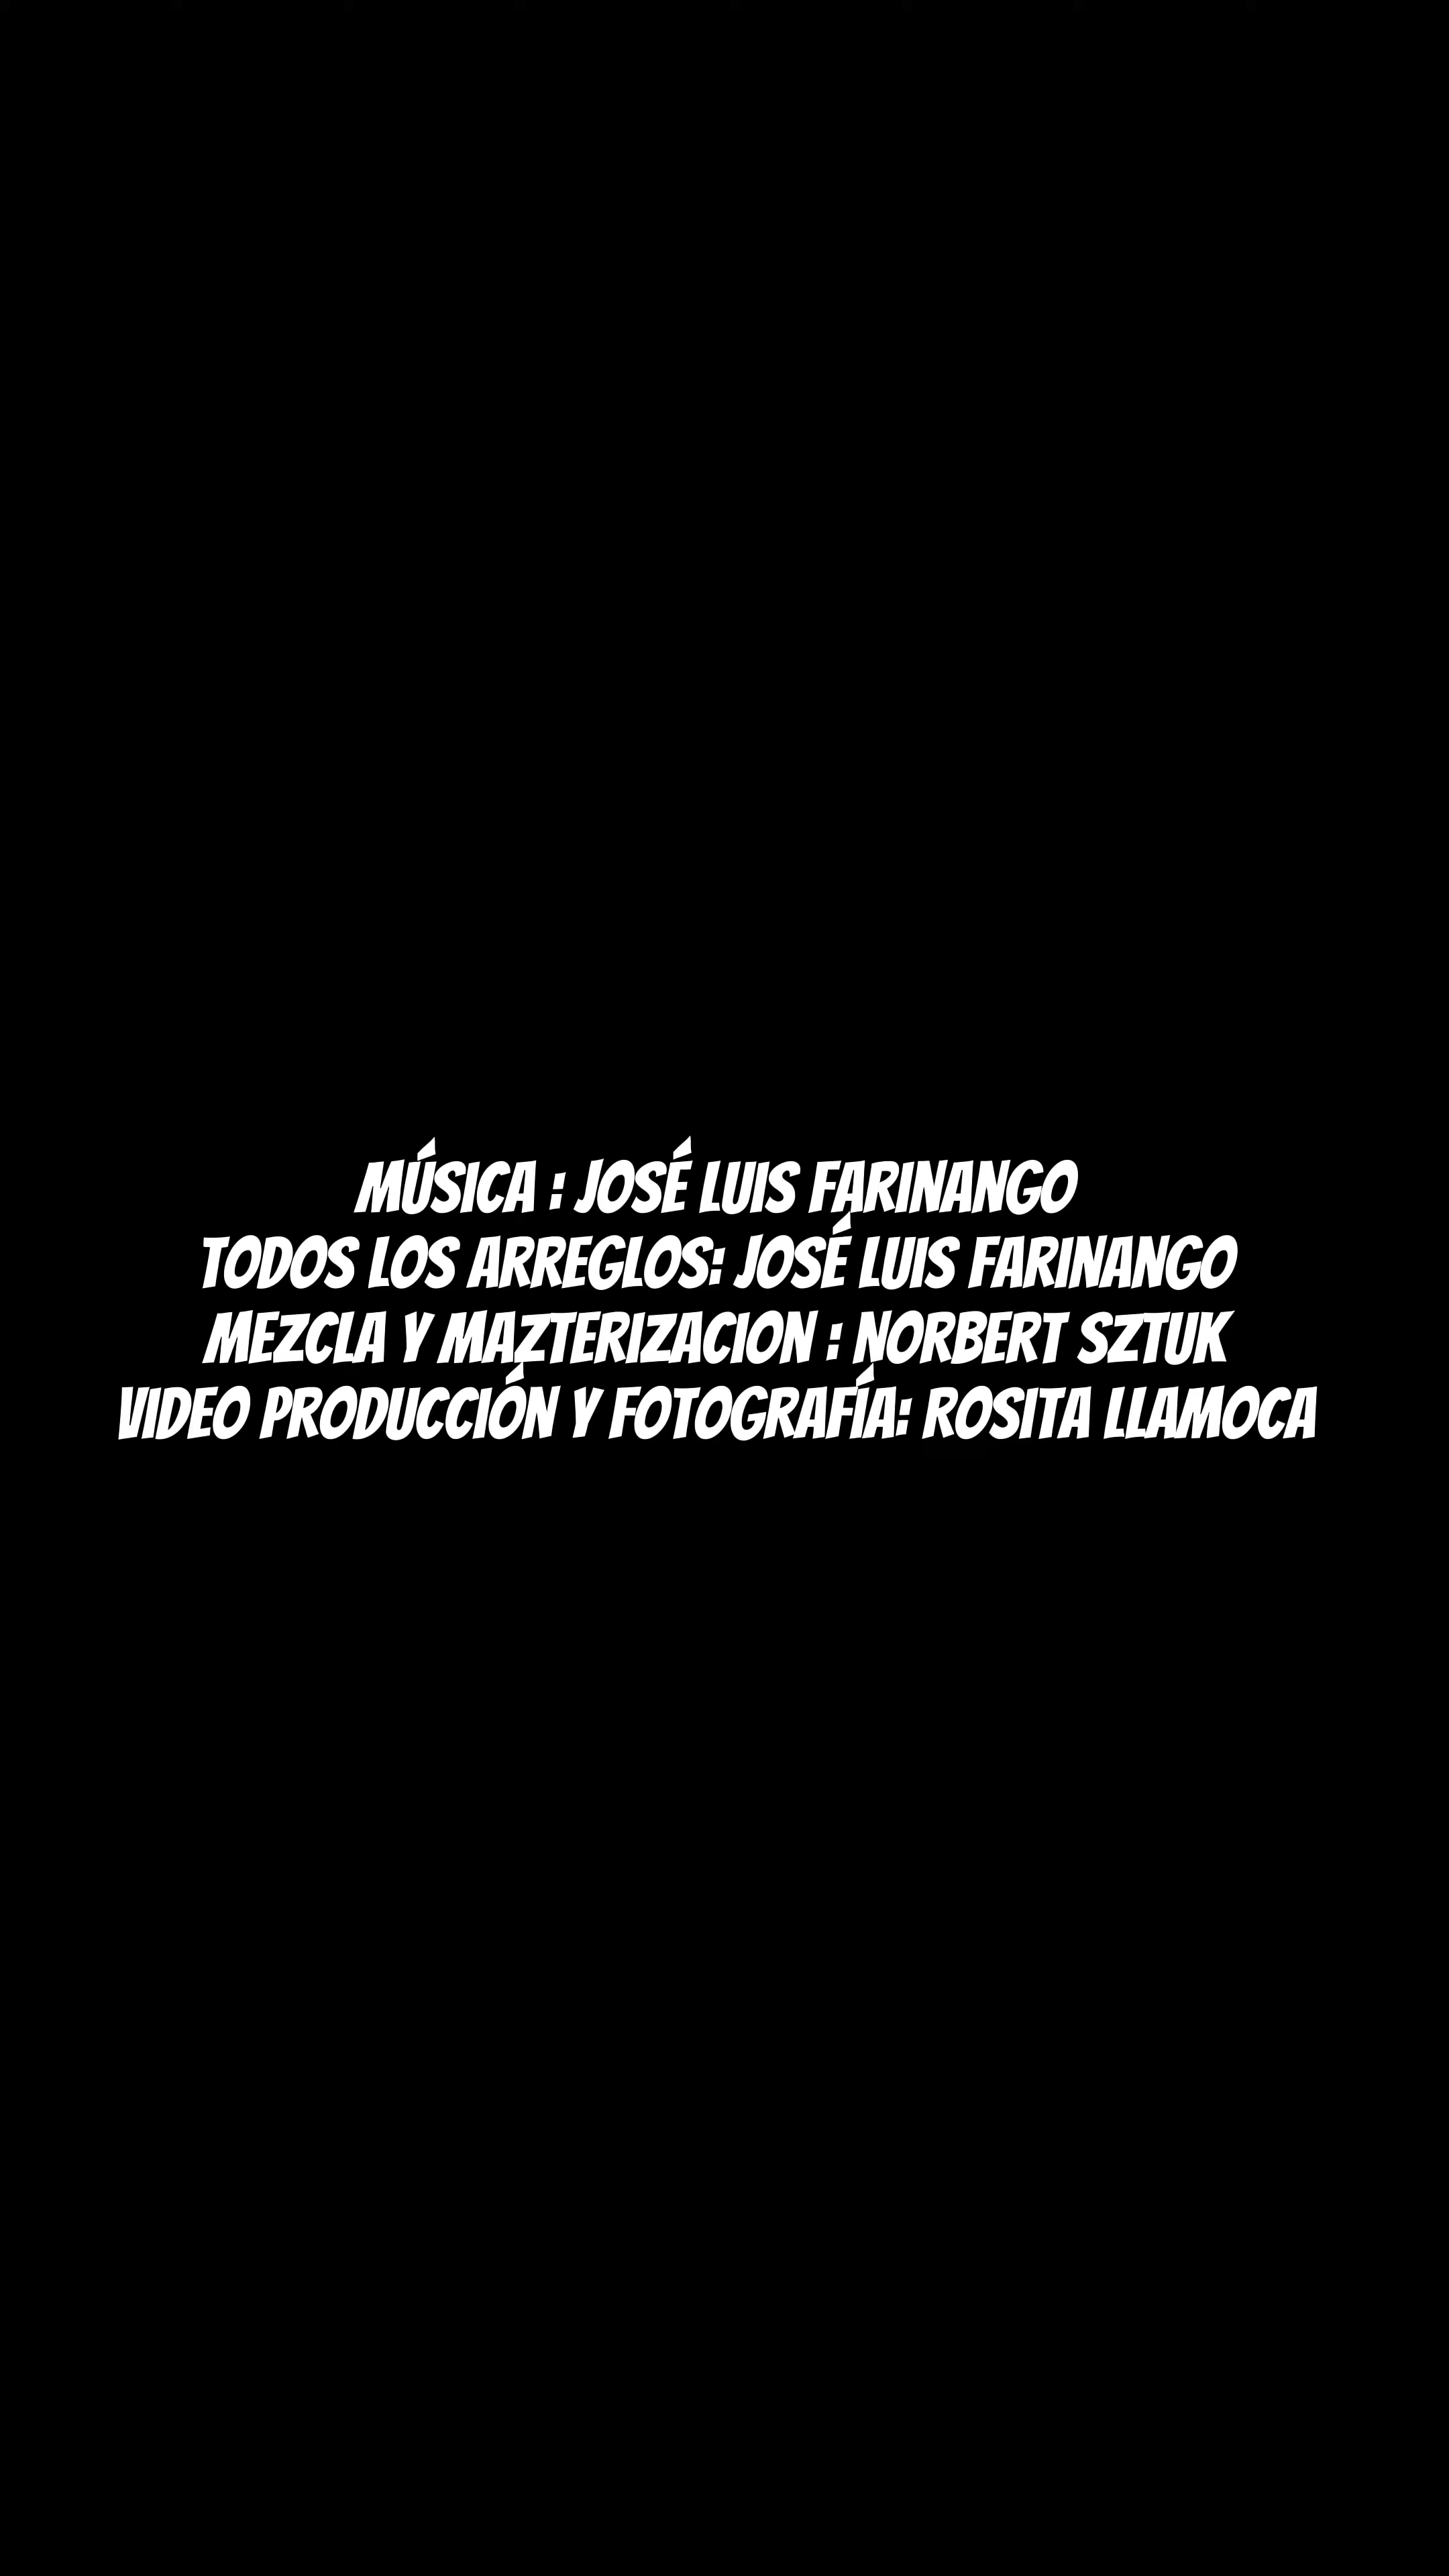 MÚSICA : JOSÉ LUIS FARINANGO
TODOS LOS ARREGLOS: JOSÉ LUIS FARINANGO
MEZCLA Y MAZTERIZACION : NORBERT SZTUK
VIDEO PRODUCCIÓN Y FOTOGRAFÍA: ROSITA LLAMOCA